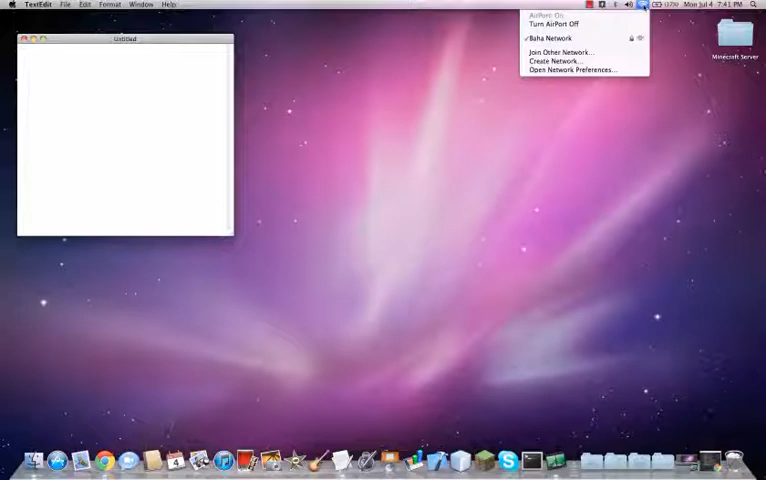 TextEdit File Edit Format Window Help
Mon Jul 4 7:41 PM
Untitled
AirPort: On
Turn AirPort Off
✓Baha Network
Join Other Network...
Create Network...
Open Network Preferences...
Minecraft Server
4